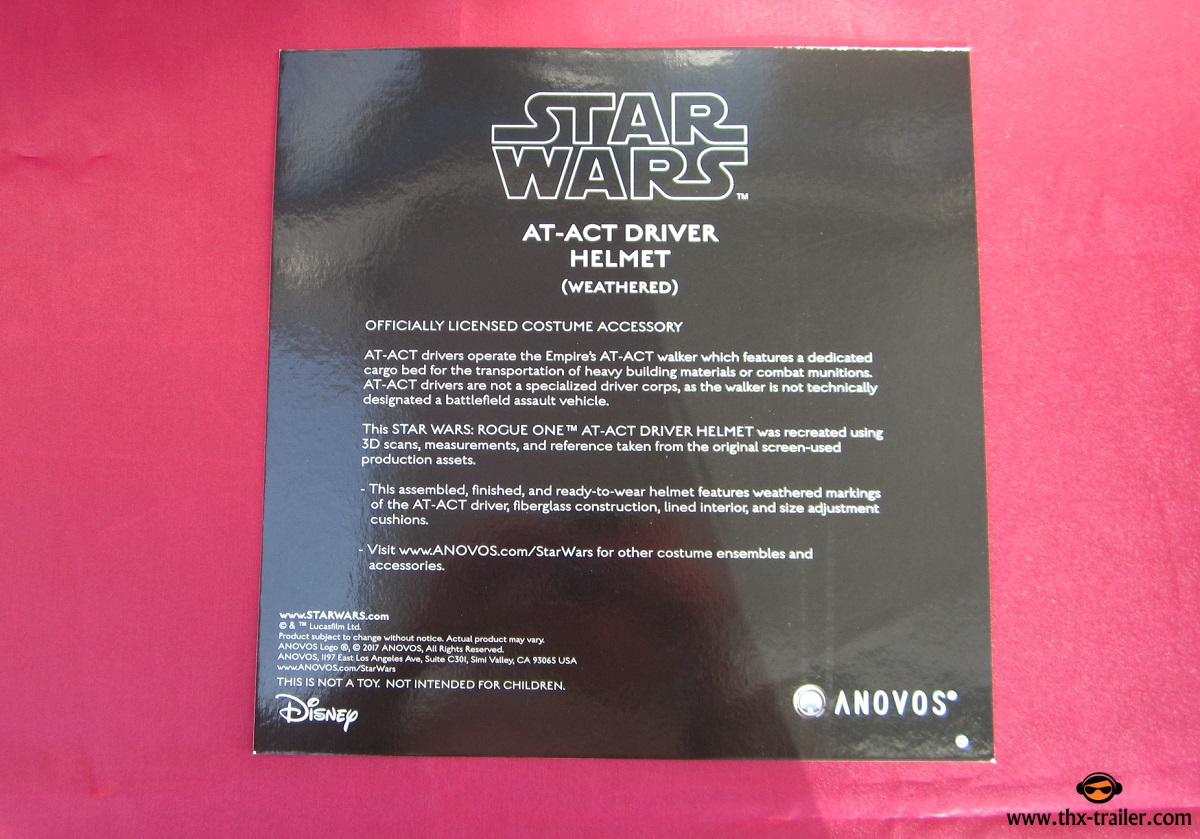 STAR
WARS™
AT-ACT DRIVER
HELMET
(WEATHERED)
OFFICIALLY LICENSED COSTUME ACCESSORY
AT-ACT drivers operate the Empire's AT-ACT walker which features a dedicated
cargo bed for the transportation of heavy building materials or combat munitions.
AT-ACT drivers are not a specialized driver corps, as the walker is not technically
designated a battlefield assault vehicle.
This STAR WARS: ROGUE ONE™ AT-ACT DRIVER HELMET was recreated using
3D scans, measurements, and reference taken from the original screen-used
production assets.
- This assembled, finished, and ready-to-wear helmet features weathered markings
of the AT-ACT driver, fiberglass construction, lined interior, and size adjustment
cushions.
- Visit www.ANOVOS.com/StarWars for other costume ensembles and
accessories.
www.STARWARS.com
© & ™ Lucasfilm Ltd.
Product subject to change without notice. Actual product may vary.
ANOVOS Logo ®, © 2017 ANOVOS, All Rights Reserved.
ANOVOS, 1197 East Los Angeles Ave, Suite C301, Simi Valley, CA 93065 USA
www.ANOVOS.com/StarWars
THIS IS NOT A TOY. NOT INTENDED FOR CHILDREN.
Disney
ANOVOS®
www.thx-trailer.com